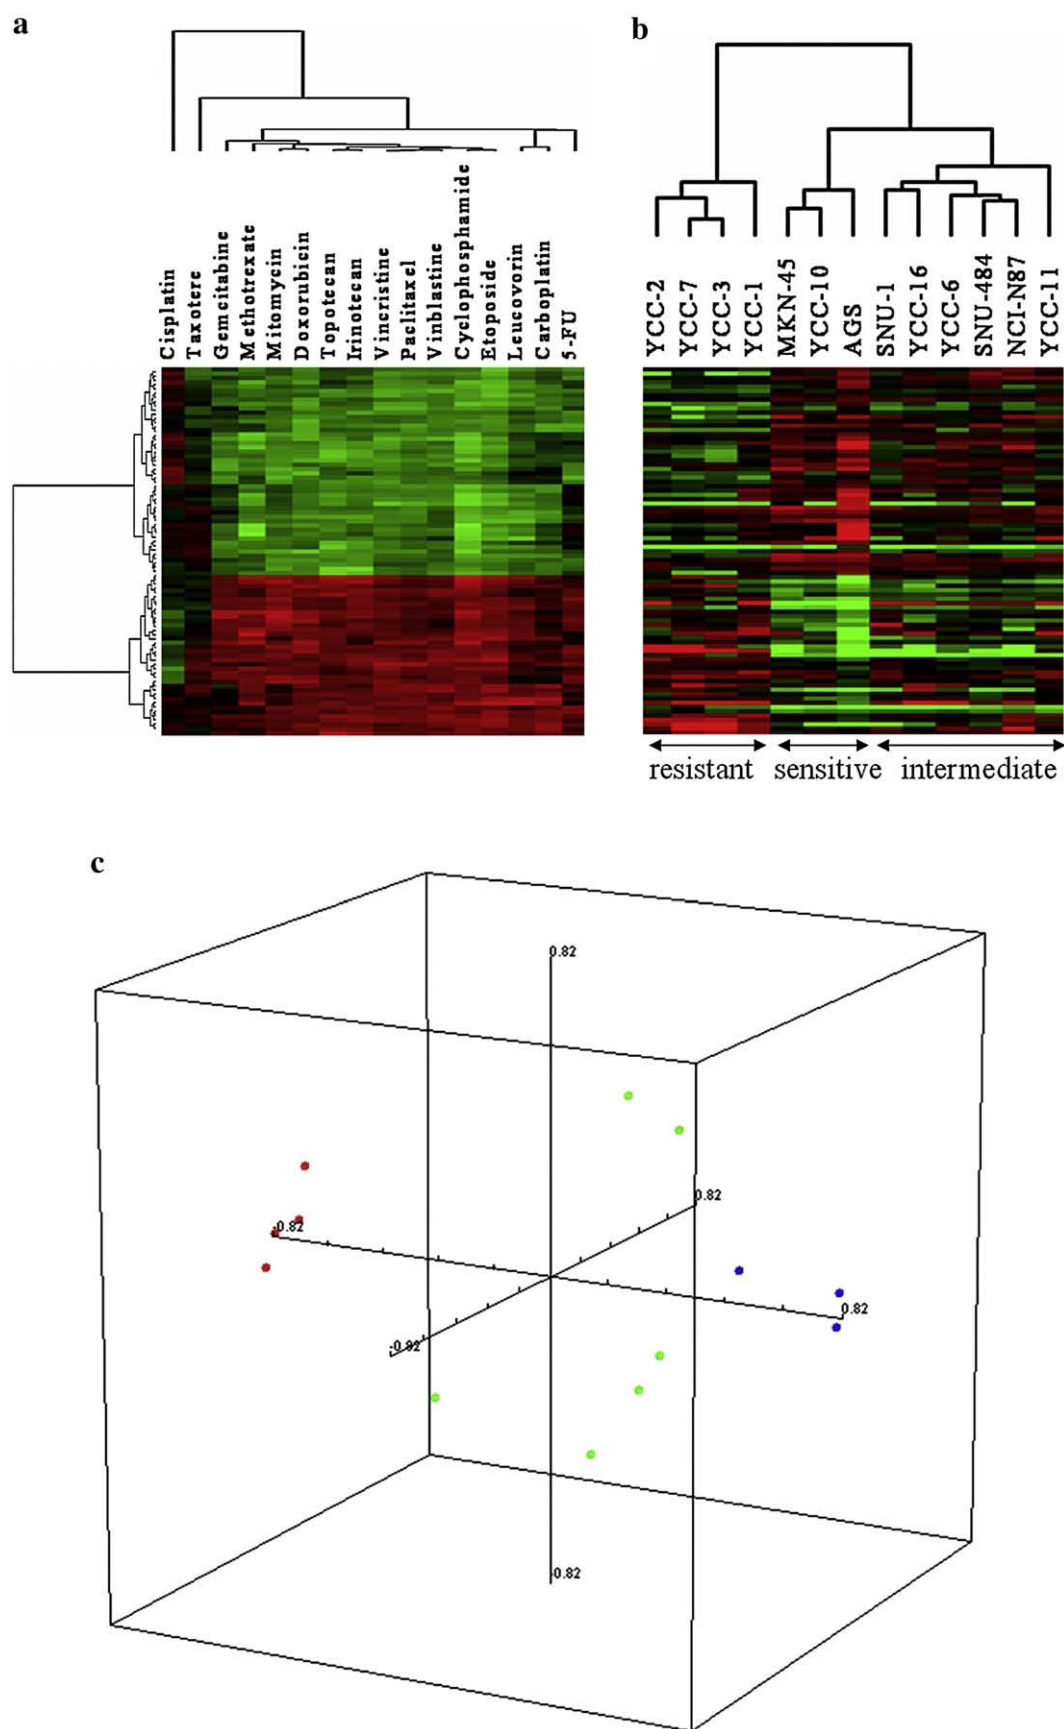 a
b
Cisplatin
Taxotere
Gemcitabine
Methotrexate
Mitomycin
Doxorubicin
Topotecan
Irinotecan
Vincristine
Paclitaxel
Vinblastine
Cyclophosphamide
Etoposide
Leucovorin
Carboplatin
5-FU
YCC-2
YCC-7
YCC-3
YCC-1
MKN-45
YCC-10
AGS
SNU-1
YCC-16
YCC-6
SNU-484
NCI-N87
YCC-11
resistant
sensitive
intermediate
c
0.82
0.82
-0.82
0.82
-0.82
-0.82